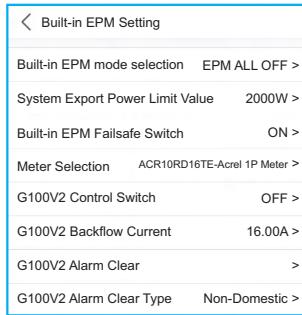 < Built-in EPM Setting
Built-in EPM mode selection EPM ALL OFF >
System Export Power Limit Value 2000W >
Built-in EPM Failsafe Switch ON >
Meter Selection ACR10RD16TE-Acrel 1P Meter >
G100V2 Control Switch OFF >
G100V2 Backflow Current 16.00A >
G100V2 Alarm Clear >
G100V2 Alarm Clear Type Non-Domestic >